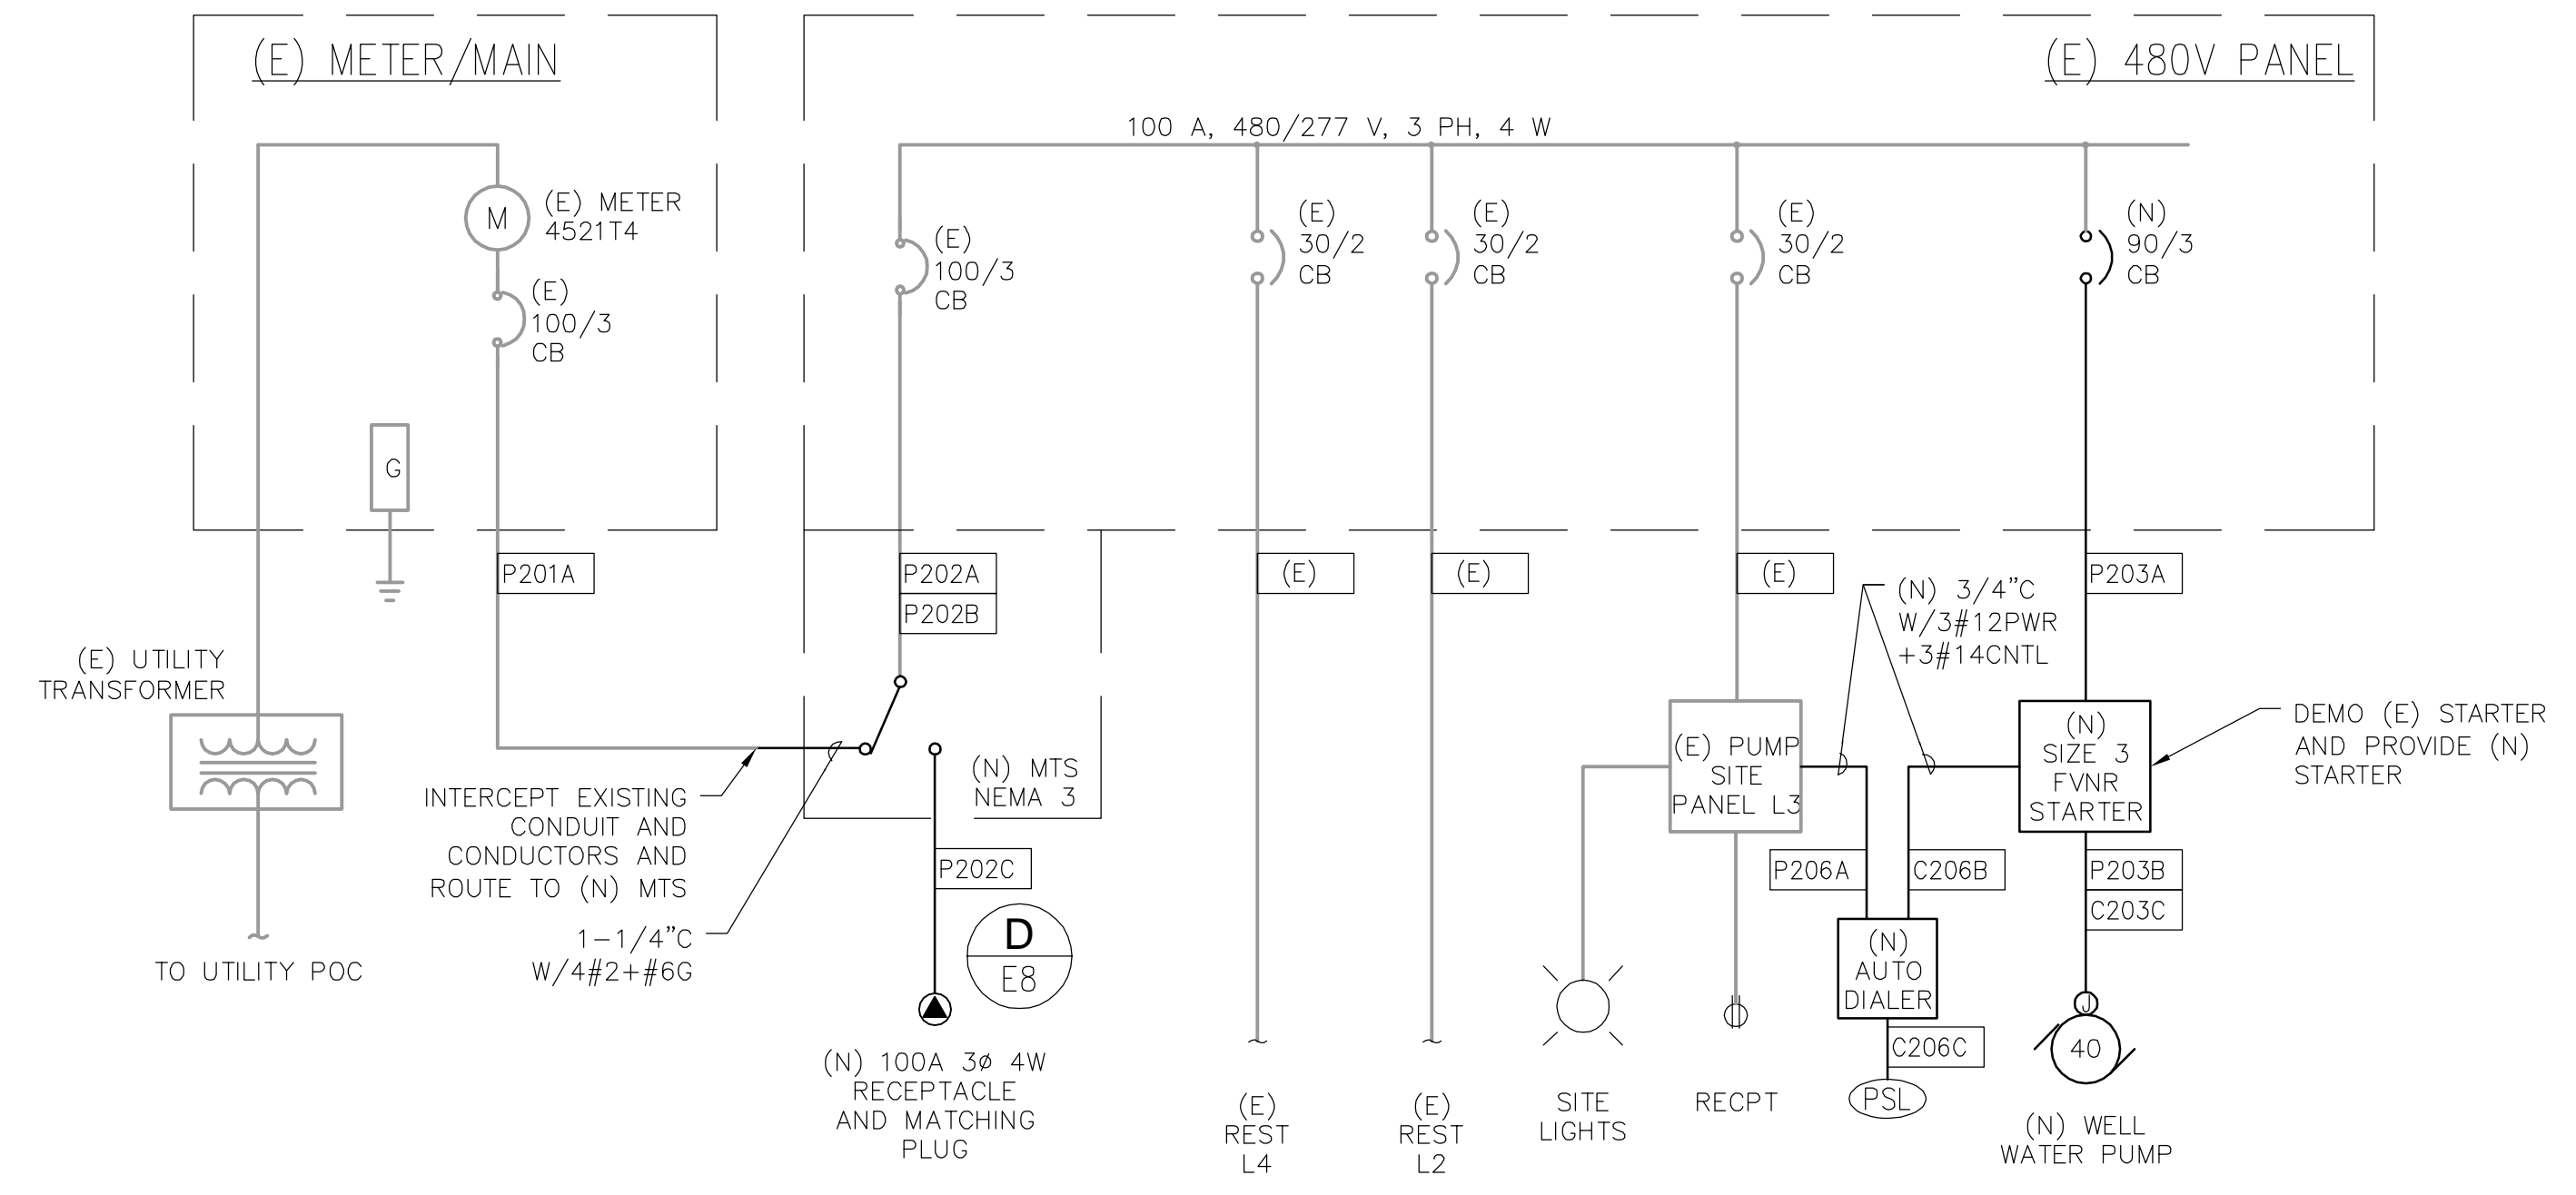 (E) METER/MAIN
(E) 480V PANEL
100 A, 480/277 V, 3 PH, 4 W
M
(E) METER
4521T4
(E)
100/3
CB
(E)
100/3
CB
(E)
30/2
CB
(E)
30/2
CB
(E)
30/2
CB
(N)
90/3
CB
G
P201A
P202A
P202B
(E)
(E)
(E)
P203A
(N) 3/4"C
W/3#12PWR
+3#14CNTL
(E) UTILITY
TRANSFORMER
TO UTILITY POC
INTERCEPT EXISTING
CONDUIT AND
CONDUCTORS AND
ROUTE TO (N) MTS
1-1/4"C
W/4#2+#6G
(N) MTS
NEMA 3
P202C
D
E8
(N) 100A 3ø 4W
RECEPTACLE
AND MATCHING
PLUG
(E)
REST
L4
(E)
REST
L2
(E) PUMP
SITE
PANEL L3
SITE
LIGHTS
RECPT
P206A
C206B
(N)
AUTO
DIALER
C206C
PSL
(N)
SIZE 3
FVNR
STARTER
DEMO (E) STARTER
AND PROVIDE (N)
STARTER
P203B
C203C
J
40
(N) WELL
WATER PUMP